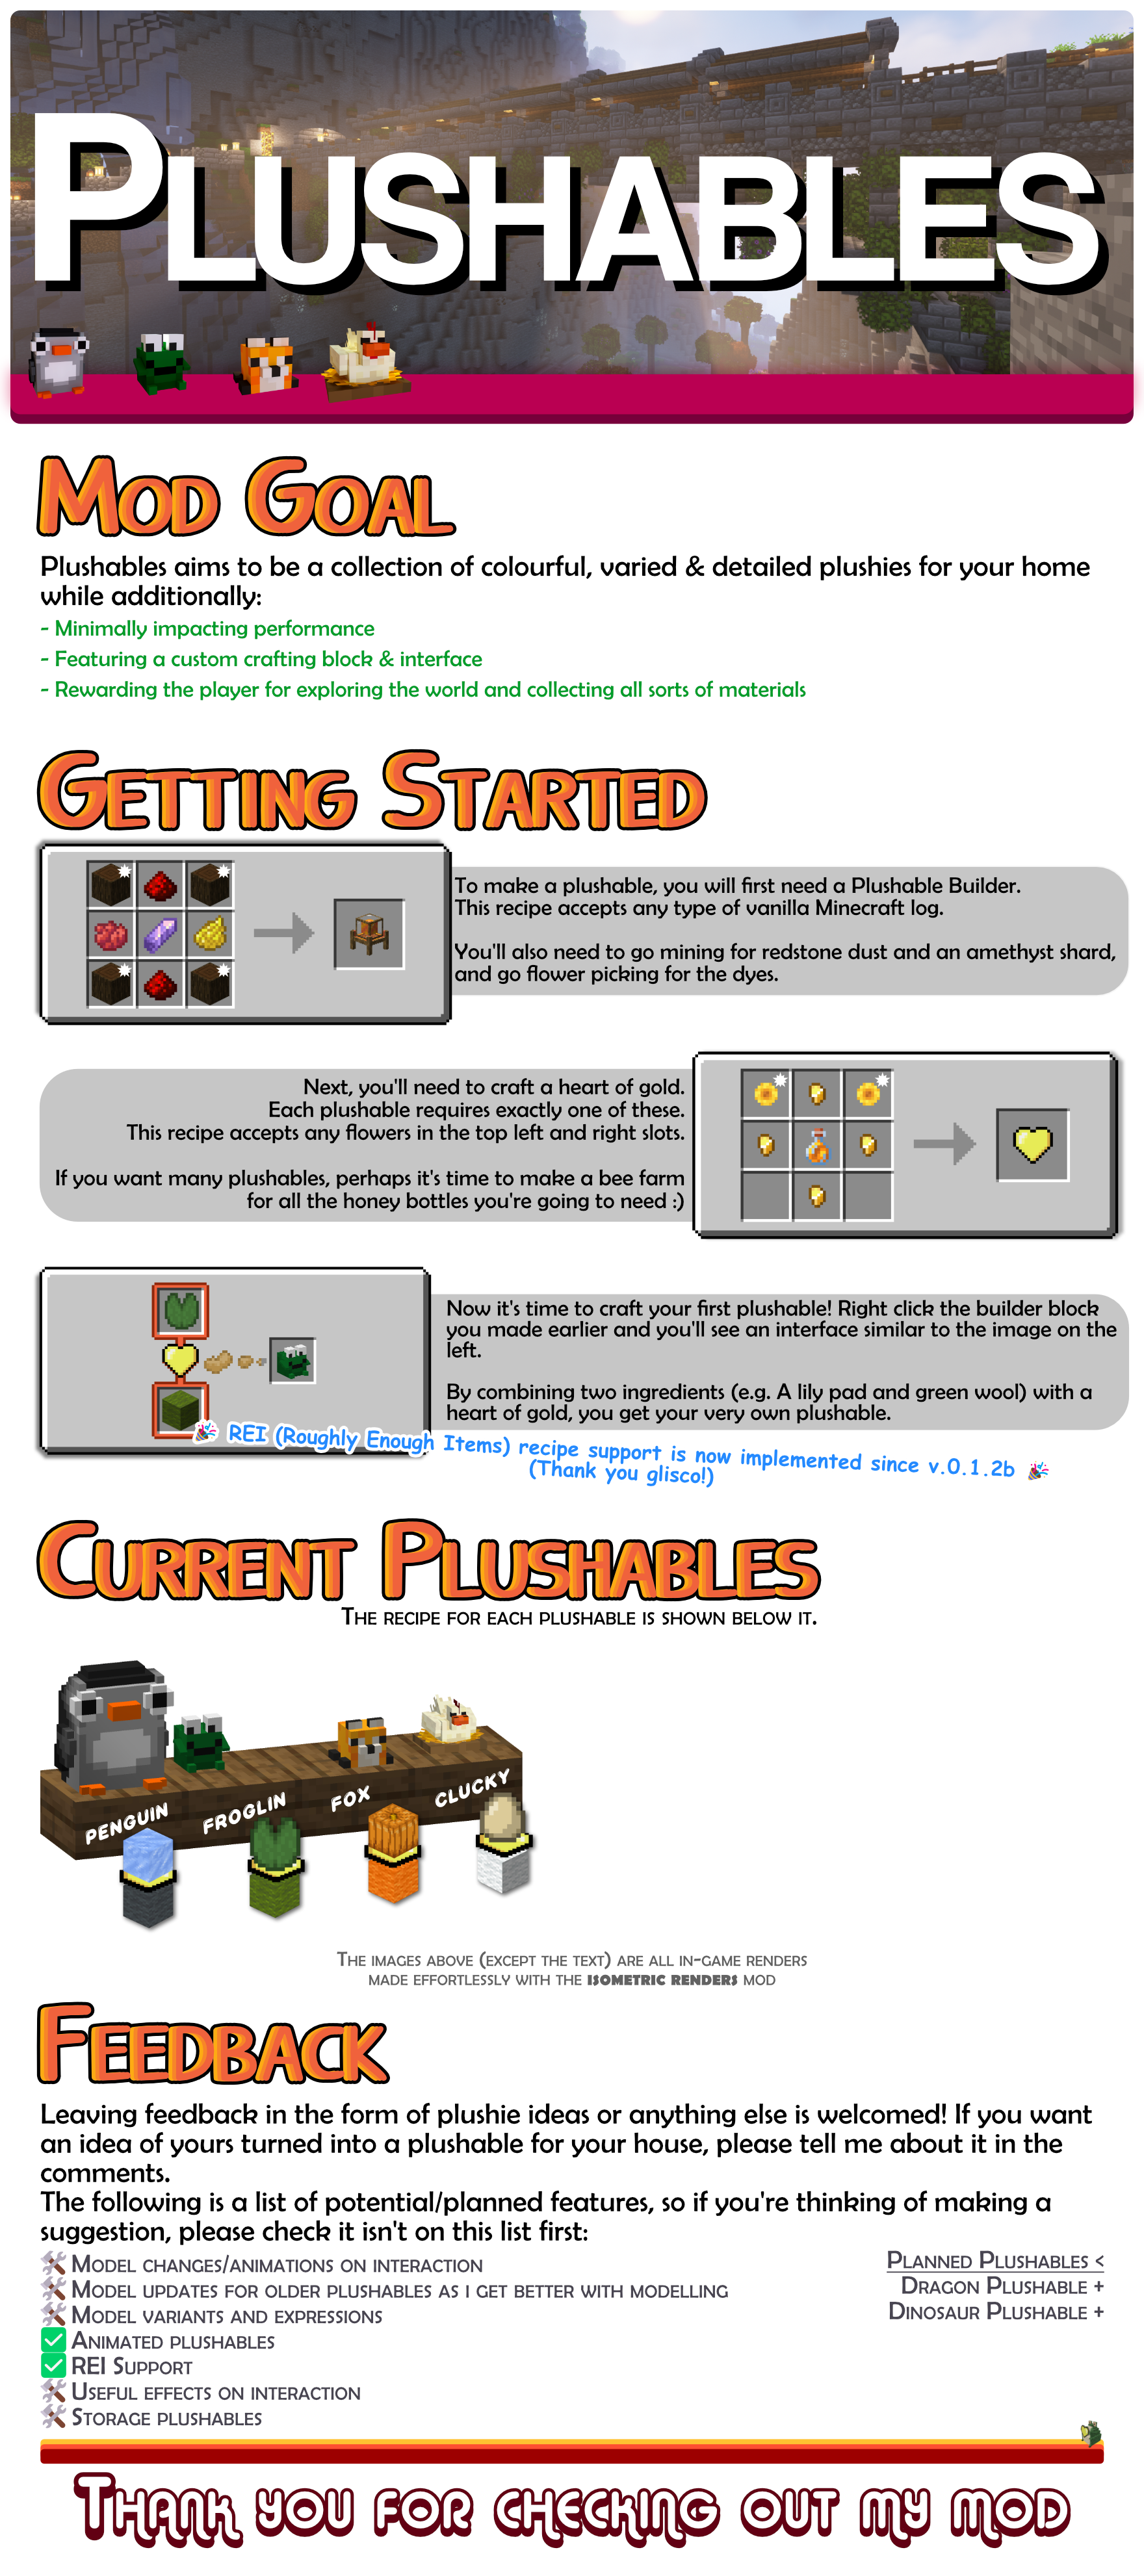 Plushables
Mod Goal
Plushables aims to be a collection of colourful, varied & detailed plushies for your home
while additionally:
- Minimally impacting performance
- Featuring a custom crafting block & interface
- Rewarding the player for exploring the world and collecting all sorts of materials
Getting Started
To make a plushable, you will first need a Plushable Builder.
This recipe accepts any type of vanilla Minecraft log.
You'll also need to go mining for redstone dust and an amethyst shard,
and go flower picking for the dyes.
Next, you'll need to craft a heart of gold.
Each plushable requires exactly one of these.
This recipe accepts any flowers in the top left and right slots.
If you want many plushables, perhaps it's time to make a bee farm
for all the honey bottles you're going to need :)
Now it's time to craft your first plushable! Right click the builder block
you made earlier and you'll see an interface similar to the image on the
left.
By combining two ingredients (e.g. A lily pad and green wool) with a
heart of gold, you get your very own plushable.
🎉 REI (Roughly Enough Items) recipe support is now implemented since v.0.1.2b 🎉
(Thank you glisco!)
Current Plushables
The recipe for each plushable is shown below it.
PENGUIN
FROGLIN
FOX
CLUCKY
The images above (except the text) are all in-game renders
made effortlessly with the isometric renders mod
Feedback
Leaving feedback in the form of plushie ideas or anything else is welcomed! If you want
an idea of yours turned into a plushable for your house, please tell me about it in the
comments.
The following is a list of potential/planned features, so if you're thinking of making a
suggestion, please check it isn't on this list first:
🛠 Model changes/animations on interaction
🛠 Model updates for older plushables as I get better with modelling
🛠 Model variants and expressions
✅ Animated plushables
✅ REI Support
🛠 Useful effects on interaction
🛠 Storage plushables
Planned Plushables <
Dragon Plushable +
Dinosaur Plushable +
Thank you for checking out my mod